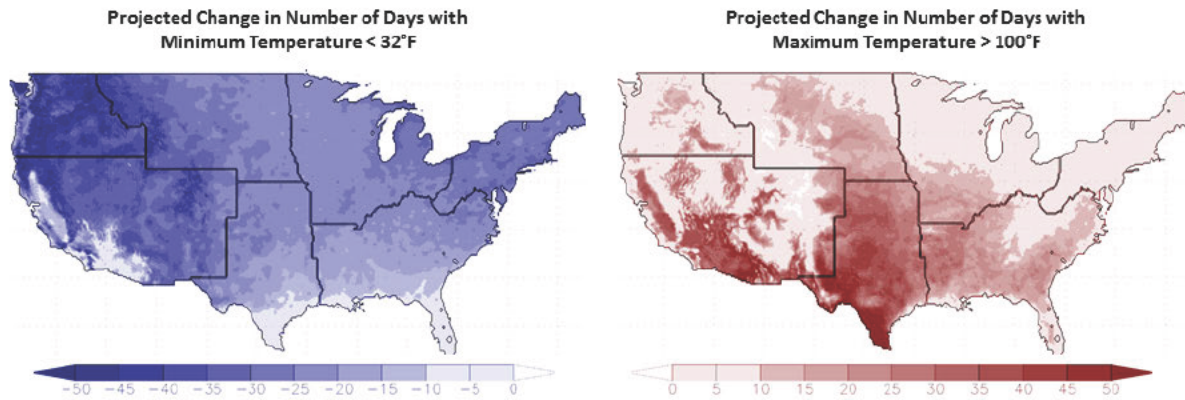 Projected Change in Number of Days with
Minimum Temperature < 32°F
−50 −45 −40 −35 −30 −25 −20 −15 −10 −5 0
Projected Change in Number of Days with
Maximum Temperature > 100°F
0 5 10 15 20 25 30 35 40 45 50